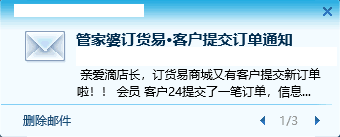 管家婆订货易•客户提交订单通知
亲爱滴店长，订货易商城又有客户提交新订单
啦！！ 会员 客户24提交了一笔订单，信息...
删除邮件
1/3